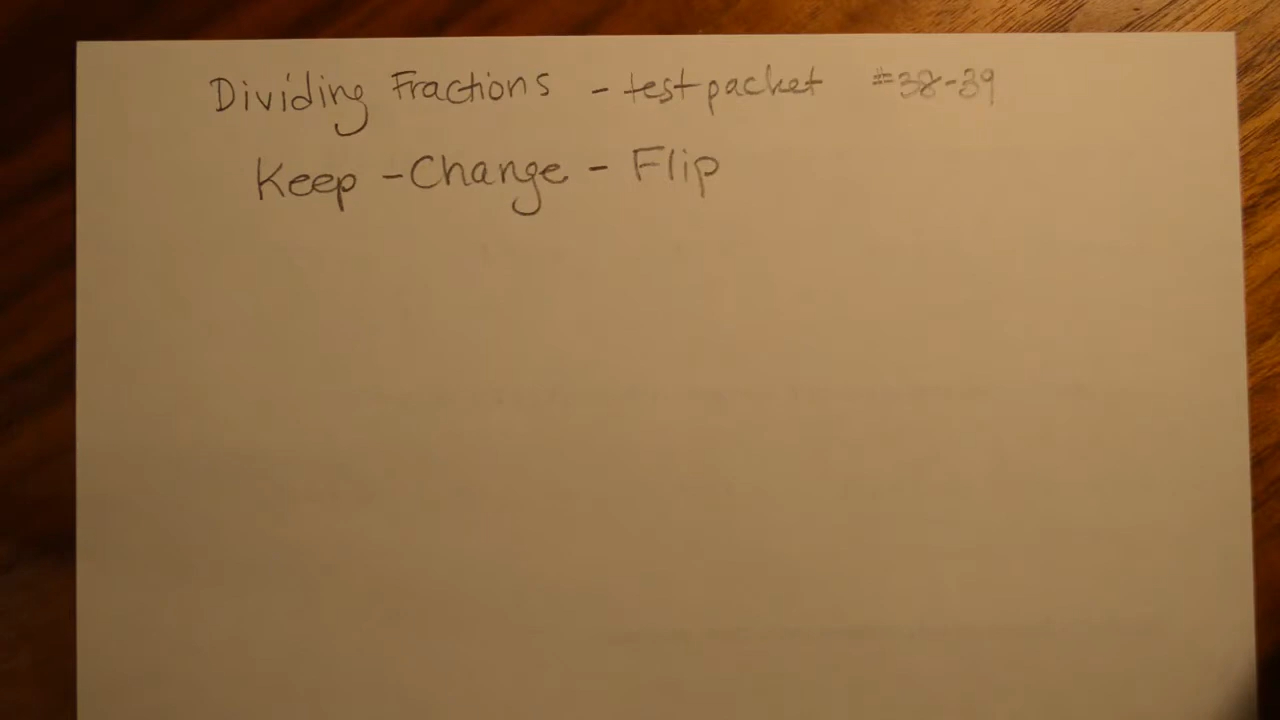 Dividing Fractions - test packet #38-39
Keep - Change - Flip